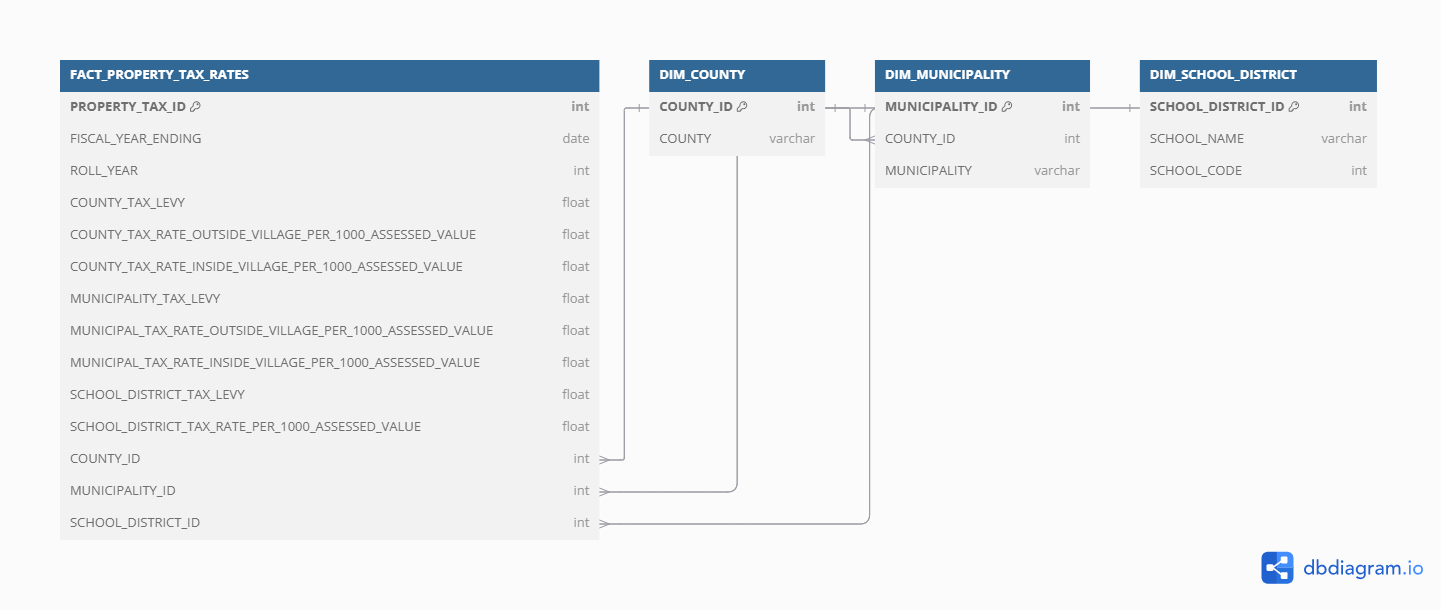 FACT_PROPERTY_TAX_RATES
PROPERTY_TAX_ID int
FISCAL_YEAR_ENDING date
ROLL_YEAR int
COUNTY_TAX_LEVY float
COUNTY_TAX_RATE_OUTSIDE_VILLAGE_PER_1000_ASSESSED_VALUE float
COUNTY_TAX_RATE_INSIDE_VILLAGE_PER_1000_ASSESSED_VALUE float
MUNICIPALITY_TAX_LEVY float
MUNICIPAL_TAX_RATE_OUTSIDE_VILLAGE_PER_1000_ASSESSED_VALUE float
MUNICIPAL_TAX_RATE_INSIDE_VILLAGE_PER_1000_ASSESSED_VALUE float
SCHOOL_DISTRICT_TAX_LEVY float
SCHOOL_DISTRICT_TAX_RATE_PER_1000_ASSESSED_VALUE float
COUNTY_ID int
MUNICIPALITY_ID int
SCHOOL_DISTRICT_ID int
DIM_COUNTY
COUNTY_ID int
COUNTY varchar
DIM_MUNICIPALITY
MUNICIPALITY_ID int
COUNTY_ID int
MUNICIPALITY varchar
DIM_SCHOOL_DISTRICT
SCHOOL_DISTRICT_ID int
SCHOOL_NAME varchar
SCHOOL_CODE int
dbdiagram.io